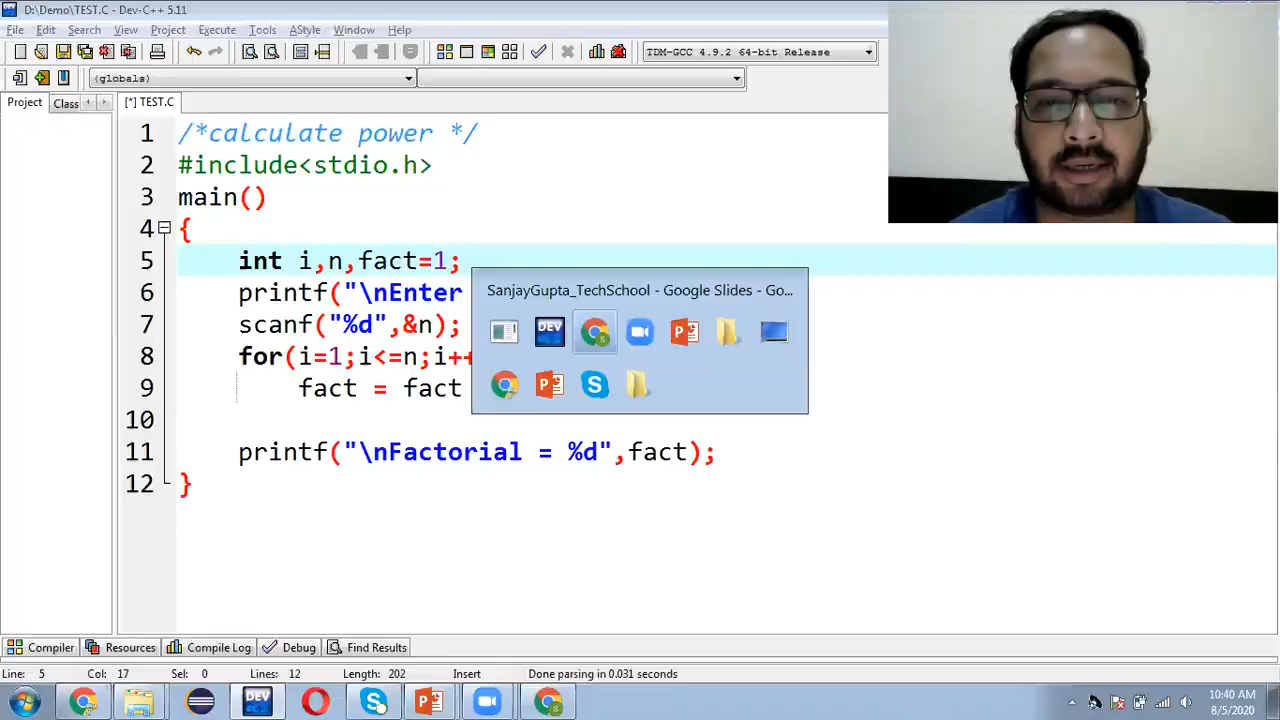 D:\Demo\TEST.C - Dev-C++ 5.11
File Edit Search View Project Execute Tools AStyle Window Help
TDM-GCC 4.9.2 64-bit Release
(globals)
Project Class [*] TEST.C
1 /*calculate power */
2 #include<stdio.h>
3 main()
4 {
5 int i,n,fact=1;
SanjayGupta_TechSchool - Google Slides - Go...
6 printf("\nEnter
7 scanf("%d",&n);
8 for(i=1;i<=n;i++
9 fact = fact
10
11 printf("\nFactorial = %d",fact);
12 }
DEV
Compiler Resources Compile Log Debug Find Results
Line: 5 Col: 17 Sel: 0 Lines: 12 Length: 202 Insert Done parsing in 0.031 seconds
DEV
10:40 AM
8/5/2020